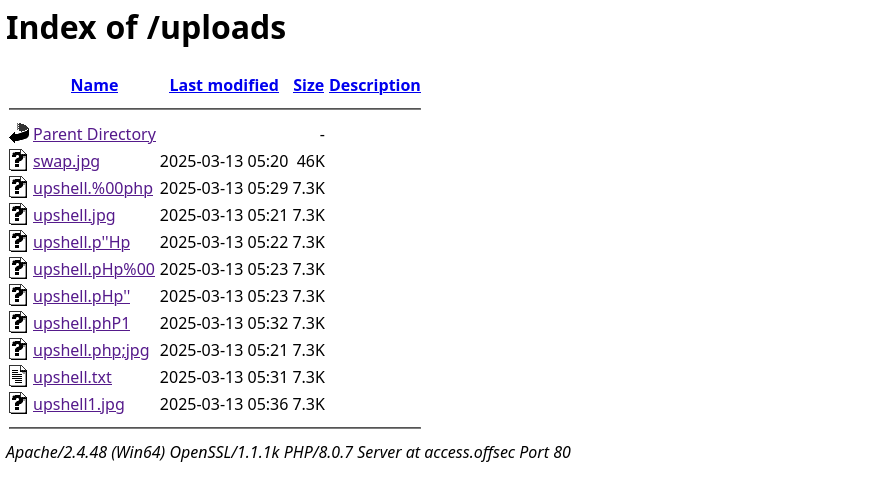 Index of /uploads
Name Last modified Size Description
Parent Directory -
swap.jpg 2025-03-13 05:20 46K
upshell.%00php 2025-03-13 05:29 7.3K
upshell.jpg 2025-03-13 05:21 7.3K
upshell.p''Hp 2025-03-13 05:22 7.3K
upshell.pHp%00 2025-03-13 05:23 7.3K
upshell.pHp'' 2025-03-13 05:23 7.3K
upshell.phP1 2025-03-13 05:32 7.3K
upshell.php;jpg 2025-03-13 05:21 7.3K
upshell.txt 2025-03-13 05:31 7.3K
upshell1.jpg 2025-03-13 05:36 7.3K
Apache/2.4.48 (Win64) OpenSSL/1.1.1k PHP/8.0.7 Server at access.offsec Port 80